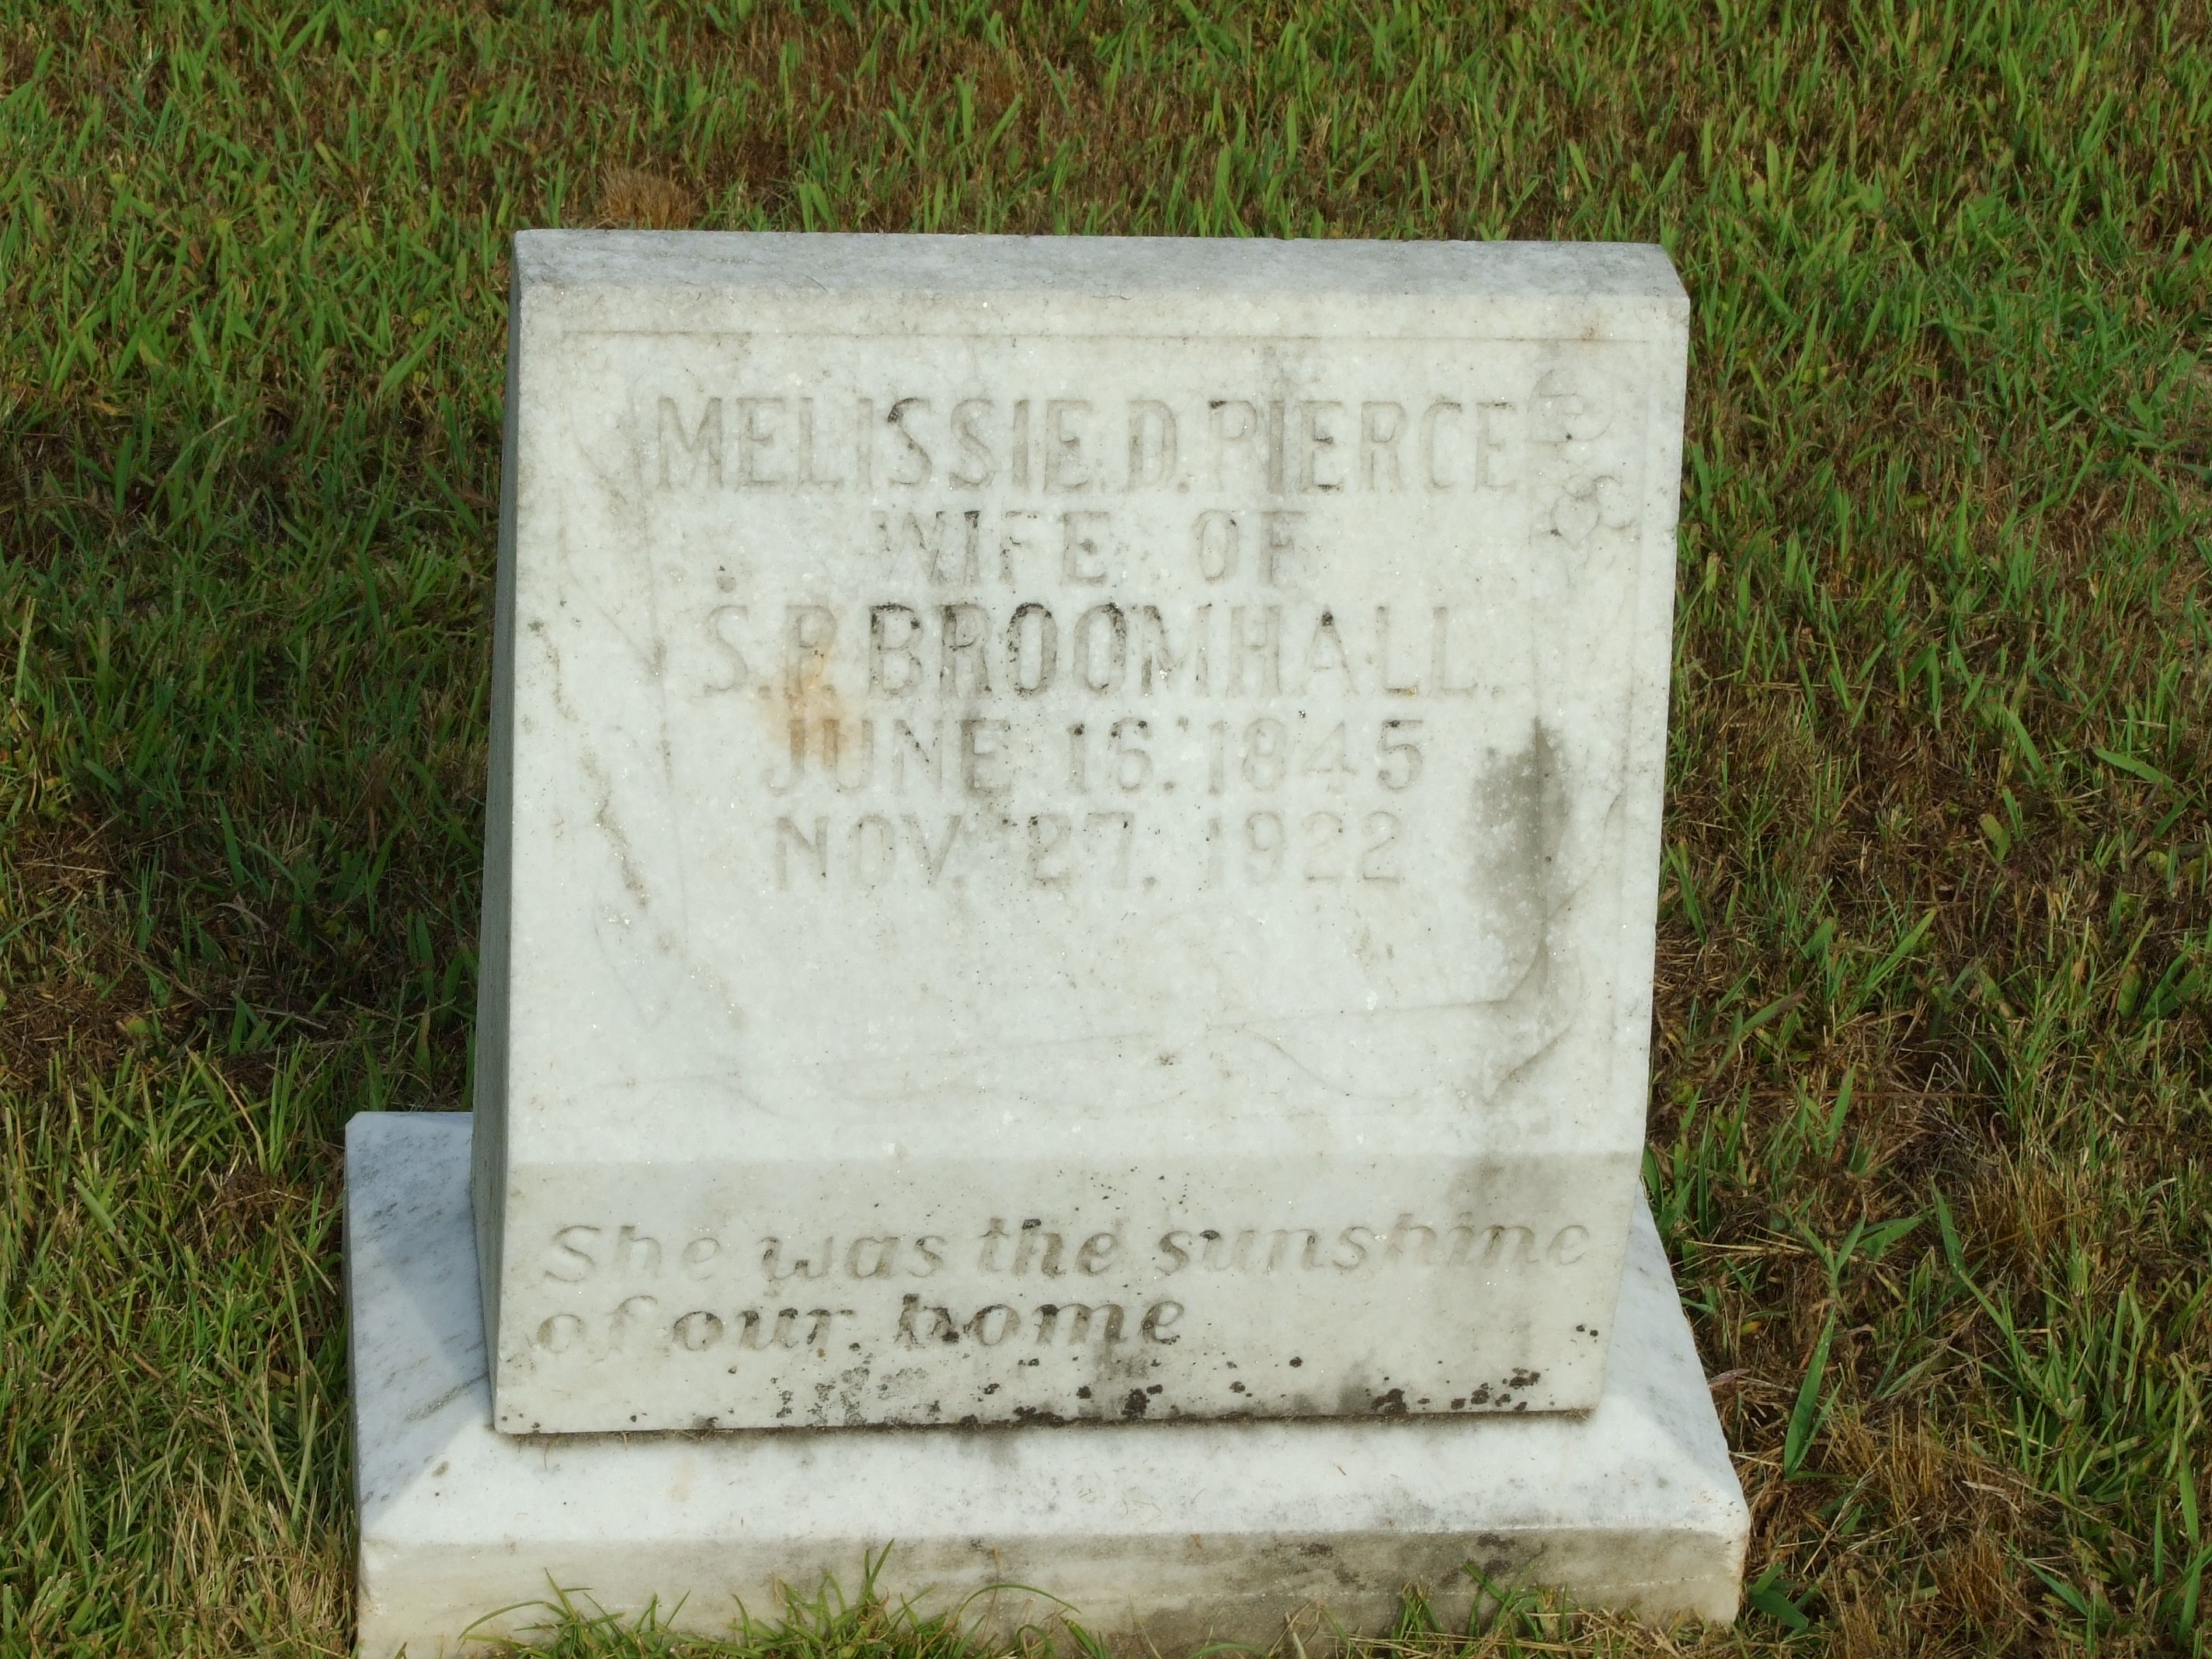 MELISSIE D. PIERCE
WIFE OF
S.P. BROOMHALL.
JUNE 16. 1845
NOV. 27. 1922
She was the sunshine
of our home